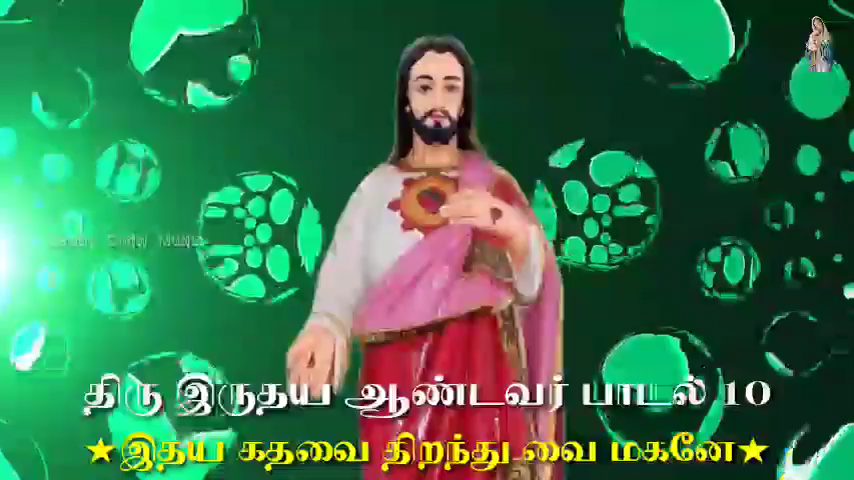 திரு இருதய ஆண்டவர் பாடல் 10
★இதய கதவை திறந்து வை மகனே★